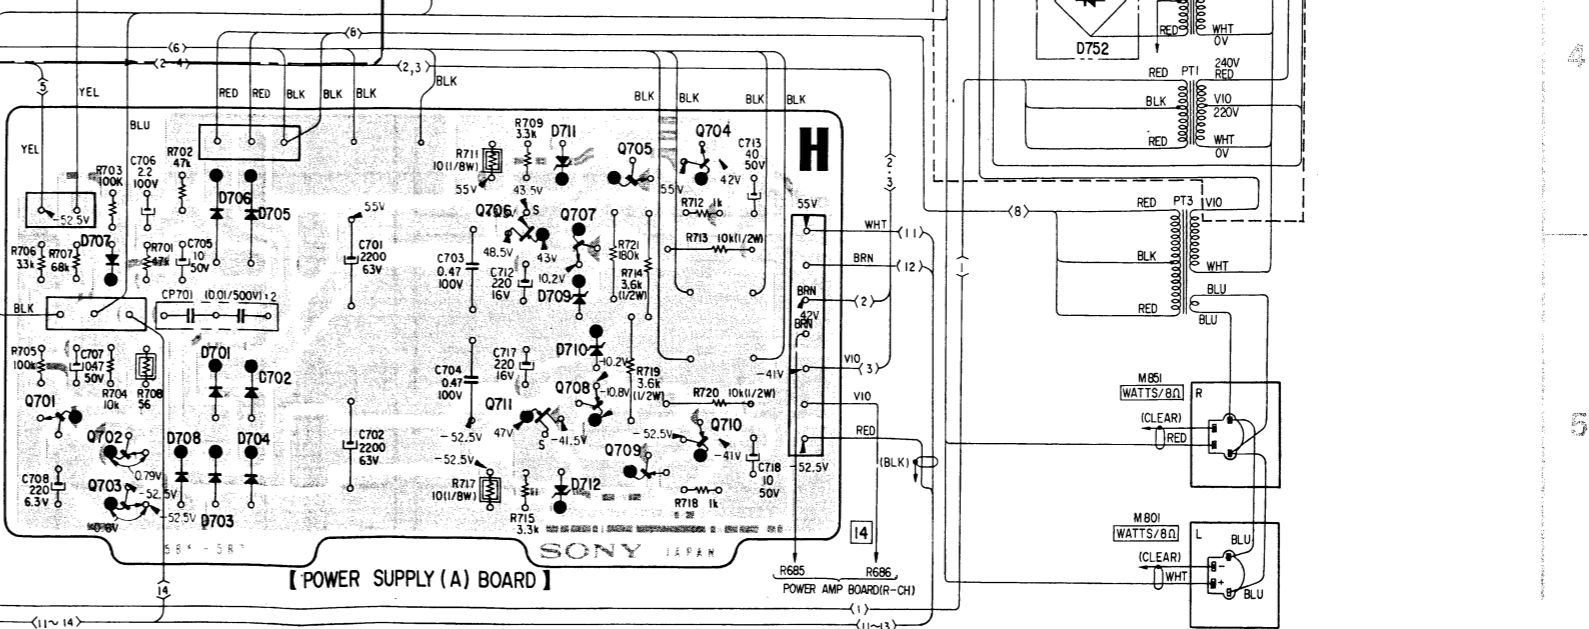 D752
RED
WHT
0V
240V
RED
PT1
RED
BLK
VIO
220V
RED
WHT
0V
4
(6)
(8)
(2~4)
(2,3)
5
YEL
BLU
RED
RED
BLK
BLK
BLK
BLK
BLK
BLK
BLK
BLK
YEL
H
R703
100K
C706
2.2
100V
R702
47k
D706
D705
-52.5V
D707
R706
33k
R707
68k
R701
47k
C705
10
50V
55V
C701
2200
63V
R711
10(1/8W)
55V
R709
3.3k
43.5V
D711
Q705
55V
Q704
42V
C713
40
50V
R712 1k
R713 10k(1/2W)
Q706
S
48.5V
43V
Q707
10.2V
D709
R721
180k
R714
3.6k
(1/2W)
C703
0.47
100V
C712
220
16V
BLK
CP701 (0.01/500V)×2
R705
100k
C707
0.47
50V
R704
10k
R708
56
D701
D702
Q701
Q702
0.79V
D708
D704
C708
220
6.3V
Q703
-52.5V
-52.5V
D703
C702
2200
63V
C704
0.47
100V
C717
220
16V
D710
-10.2V
Q708
-10.8V
R719
3.6k
(1/2W)
Q711
47V
-41.5V
S
-52.5V
-52.5V
R717
10(1/8W)
R715
3.3k
D712
Q709
-52.5V
Q710
-41V
R720 10k(1/2W)
C718
10
50V
R718 1k
55V
BRN
42V
BRN
-41V
-52.5V
WHT
(11)
BRN
(12)
(2)
VIO
(3)
VIO
RED
(BLK)
2
3
(8)
RED
PT3
VIO
BLK
WHT
RED
BLU
BLU
M851
WATTS/8Ω
R
(CLEAR)
RED
5
M801
WATTS/8Ω
L
BLU
(CLEAR)
-
WHT
+
BLU
14
SONY JAPAN
【POWER SUPPLY(A) BOARD】
R685
R686
POWER AMP BOARD(R-CH)
14
(1)
(11~14)
(11~13)